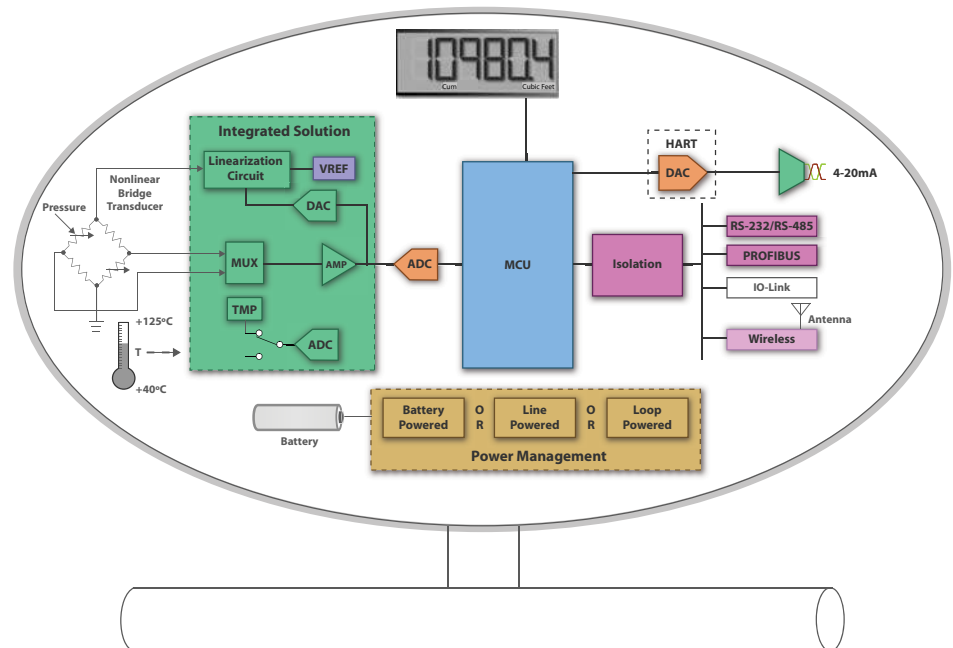 109804
Cum
Cubic Feet
Integrated Solution
HART
Linearization
Circuit
VREF
DAC
4-20mA
Nonlinear
Bridge
Transducer
Pressure
DAC
RS-232/RS-485
MUX
AMP
ADC
MCU
Isolation
PROFIBUS
IO-Link
TMP
Antenna
+125ºC
T
ADC
Wireless
+40ºC
Battery
Powered
O
R
Line
Powered
O
R
Loop
Powered
Battery
Power Management